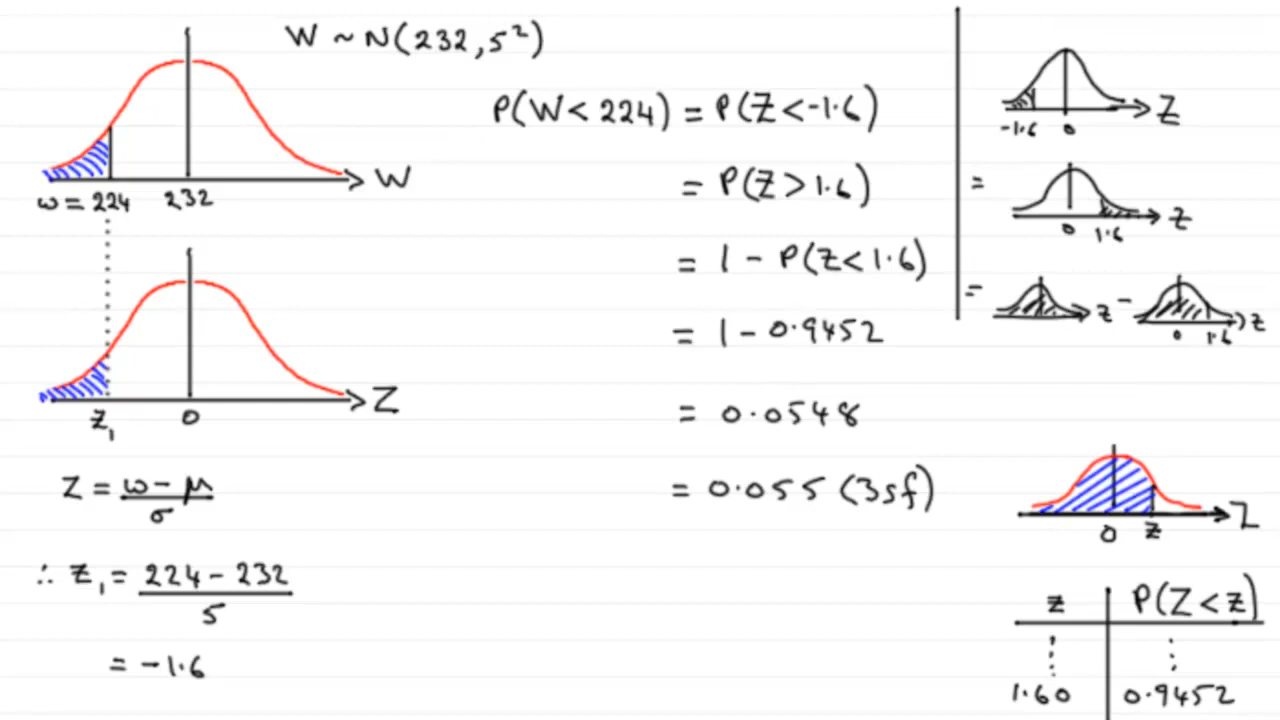 W ~ N(232, 5²)
W
w = 224 232
Z
z₁ 0
Z = w - μ
σ
∴ z₁ = 224 - 232
5
= -1.6
P(W < 224) = P(Z < -1.6)
= P(Z > 1.6)
= 1 - P(Z < 1.6)
= 1 - 0.9452
= 0.0548
= 0.055 (3sf)
Z
-1.6 0
= Z
0 1.6
= Z - Z
0 1.6
Z
0 z
z P(Z < z)
⋮ ⋮
1.60 0.9452